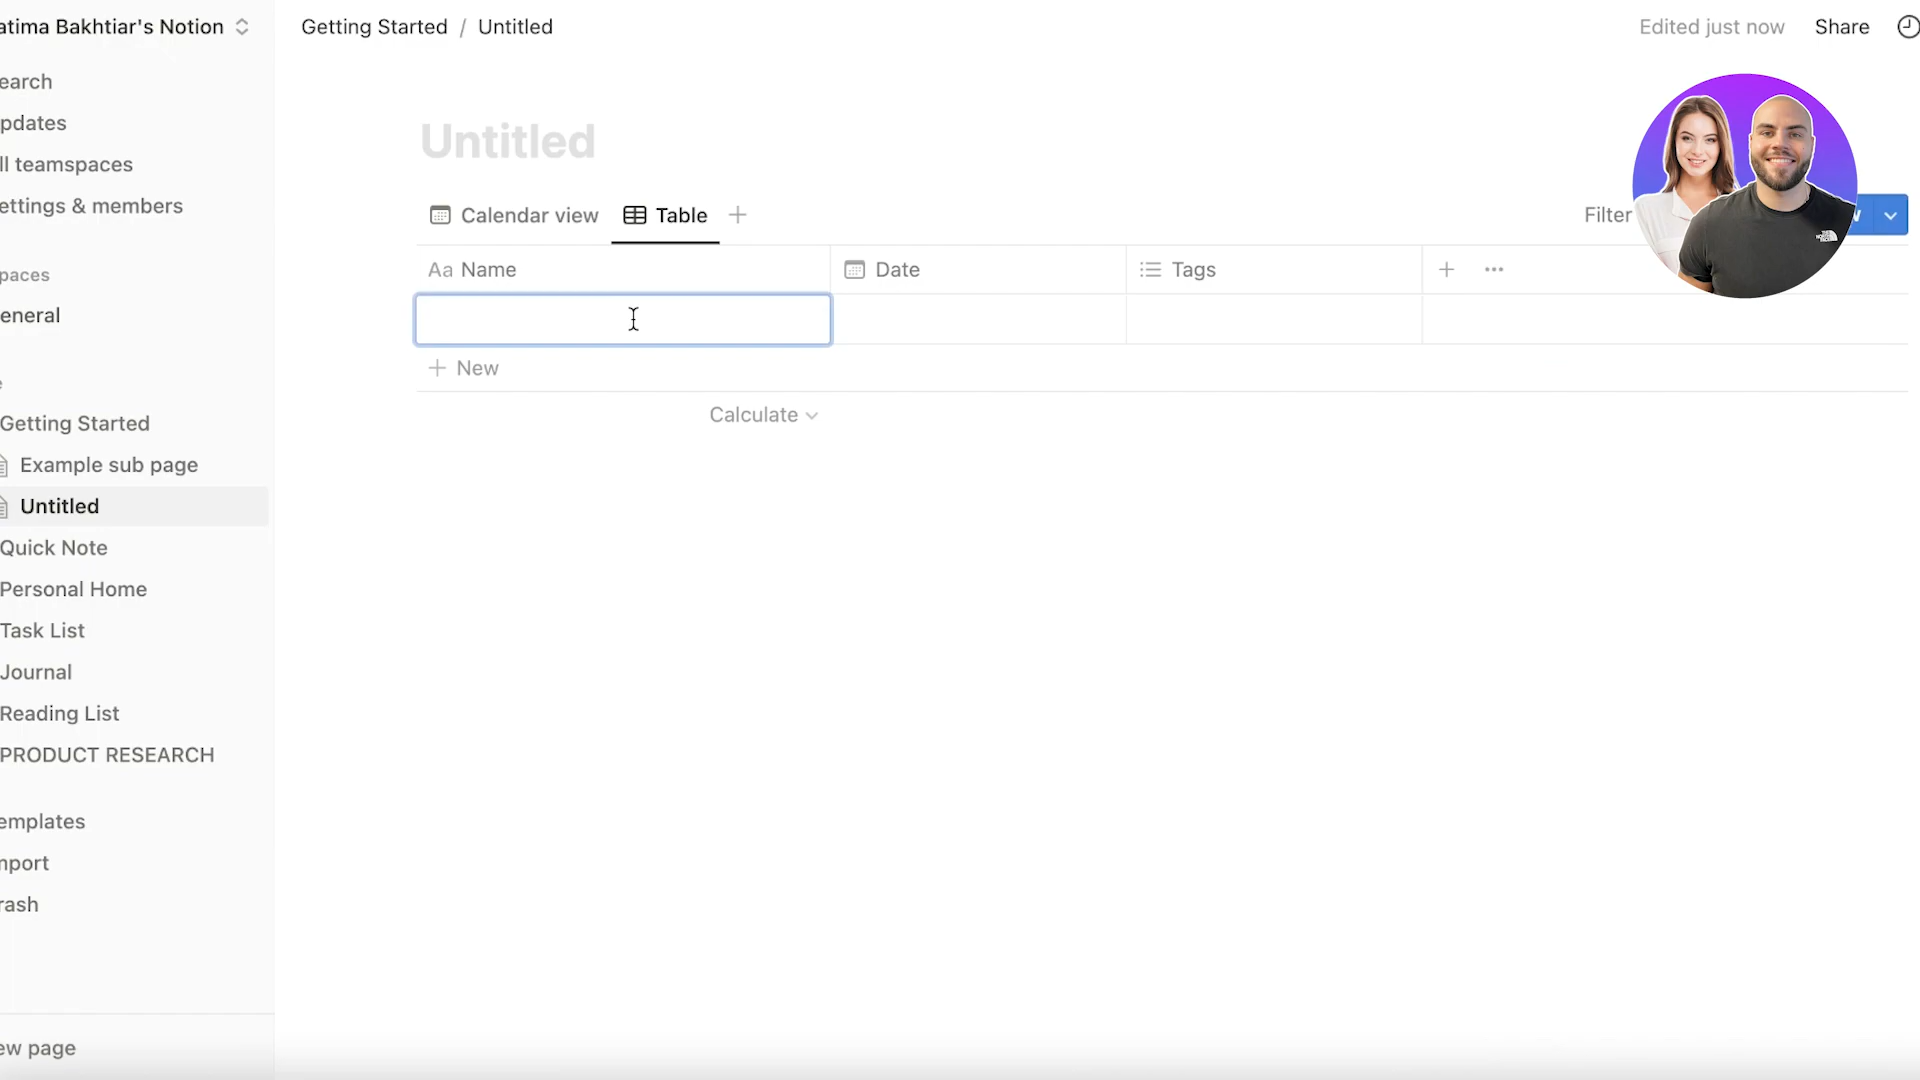 atima Bakhtiar's Notion
Getting Started / Untitled
Edited just now
Share
earch
pdates
ll teamspaces
ettings & members
paces
eneral
e
Getting Started
Example sub page
Untitled
Quick Note
Personal Home
Task List
Journal
Reading List
PRODUCT RESEARCH
emplates
mport
rash
ew page
Untitled
Calendar view
Table
Filter
Aa Name
Date
Tags
New
Calculate